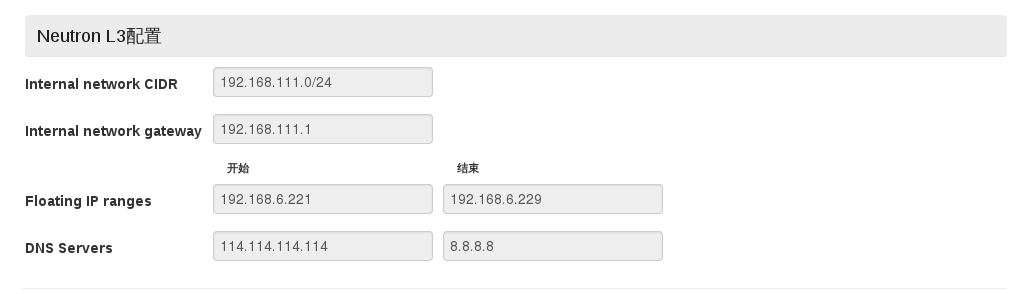 Neutron L3配置
Internal network CIDR 192.168.111.0/24
Internal network gateway 192.168.111.1
开始 结束
Floating IP ranges 192.168.6.221 192.168.6.229
DNS Servers 114.114.114.114 8.8.8.8